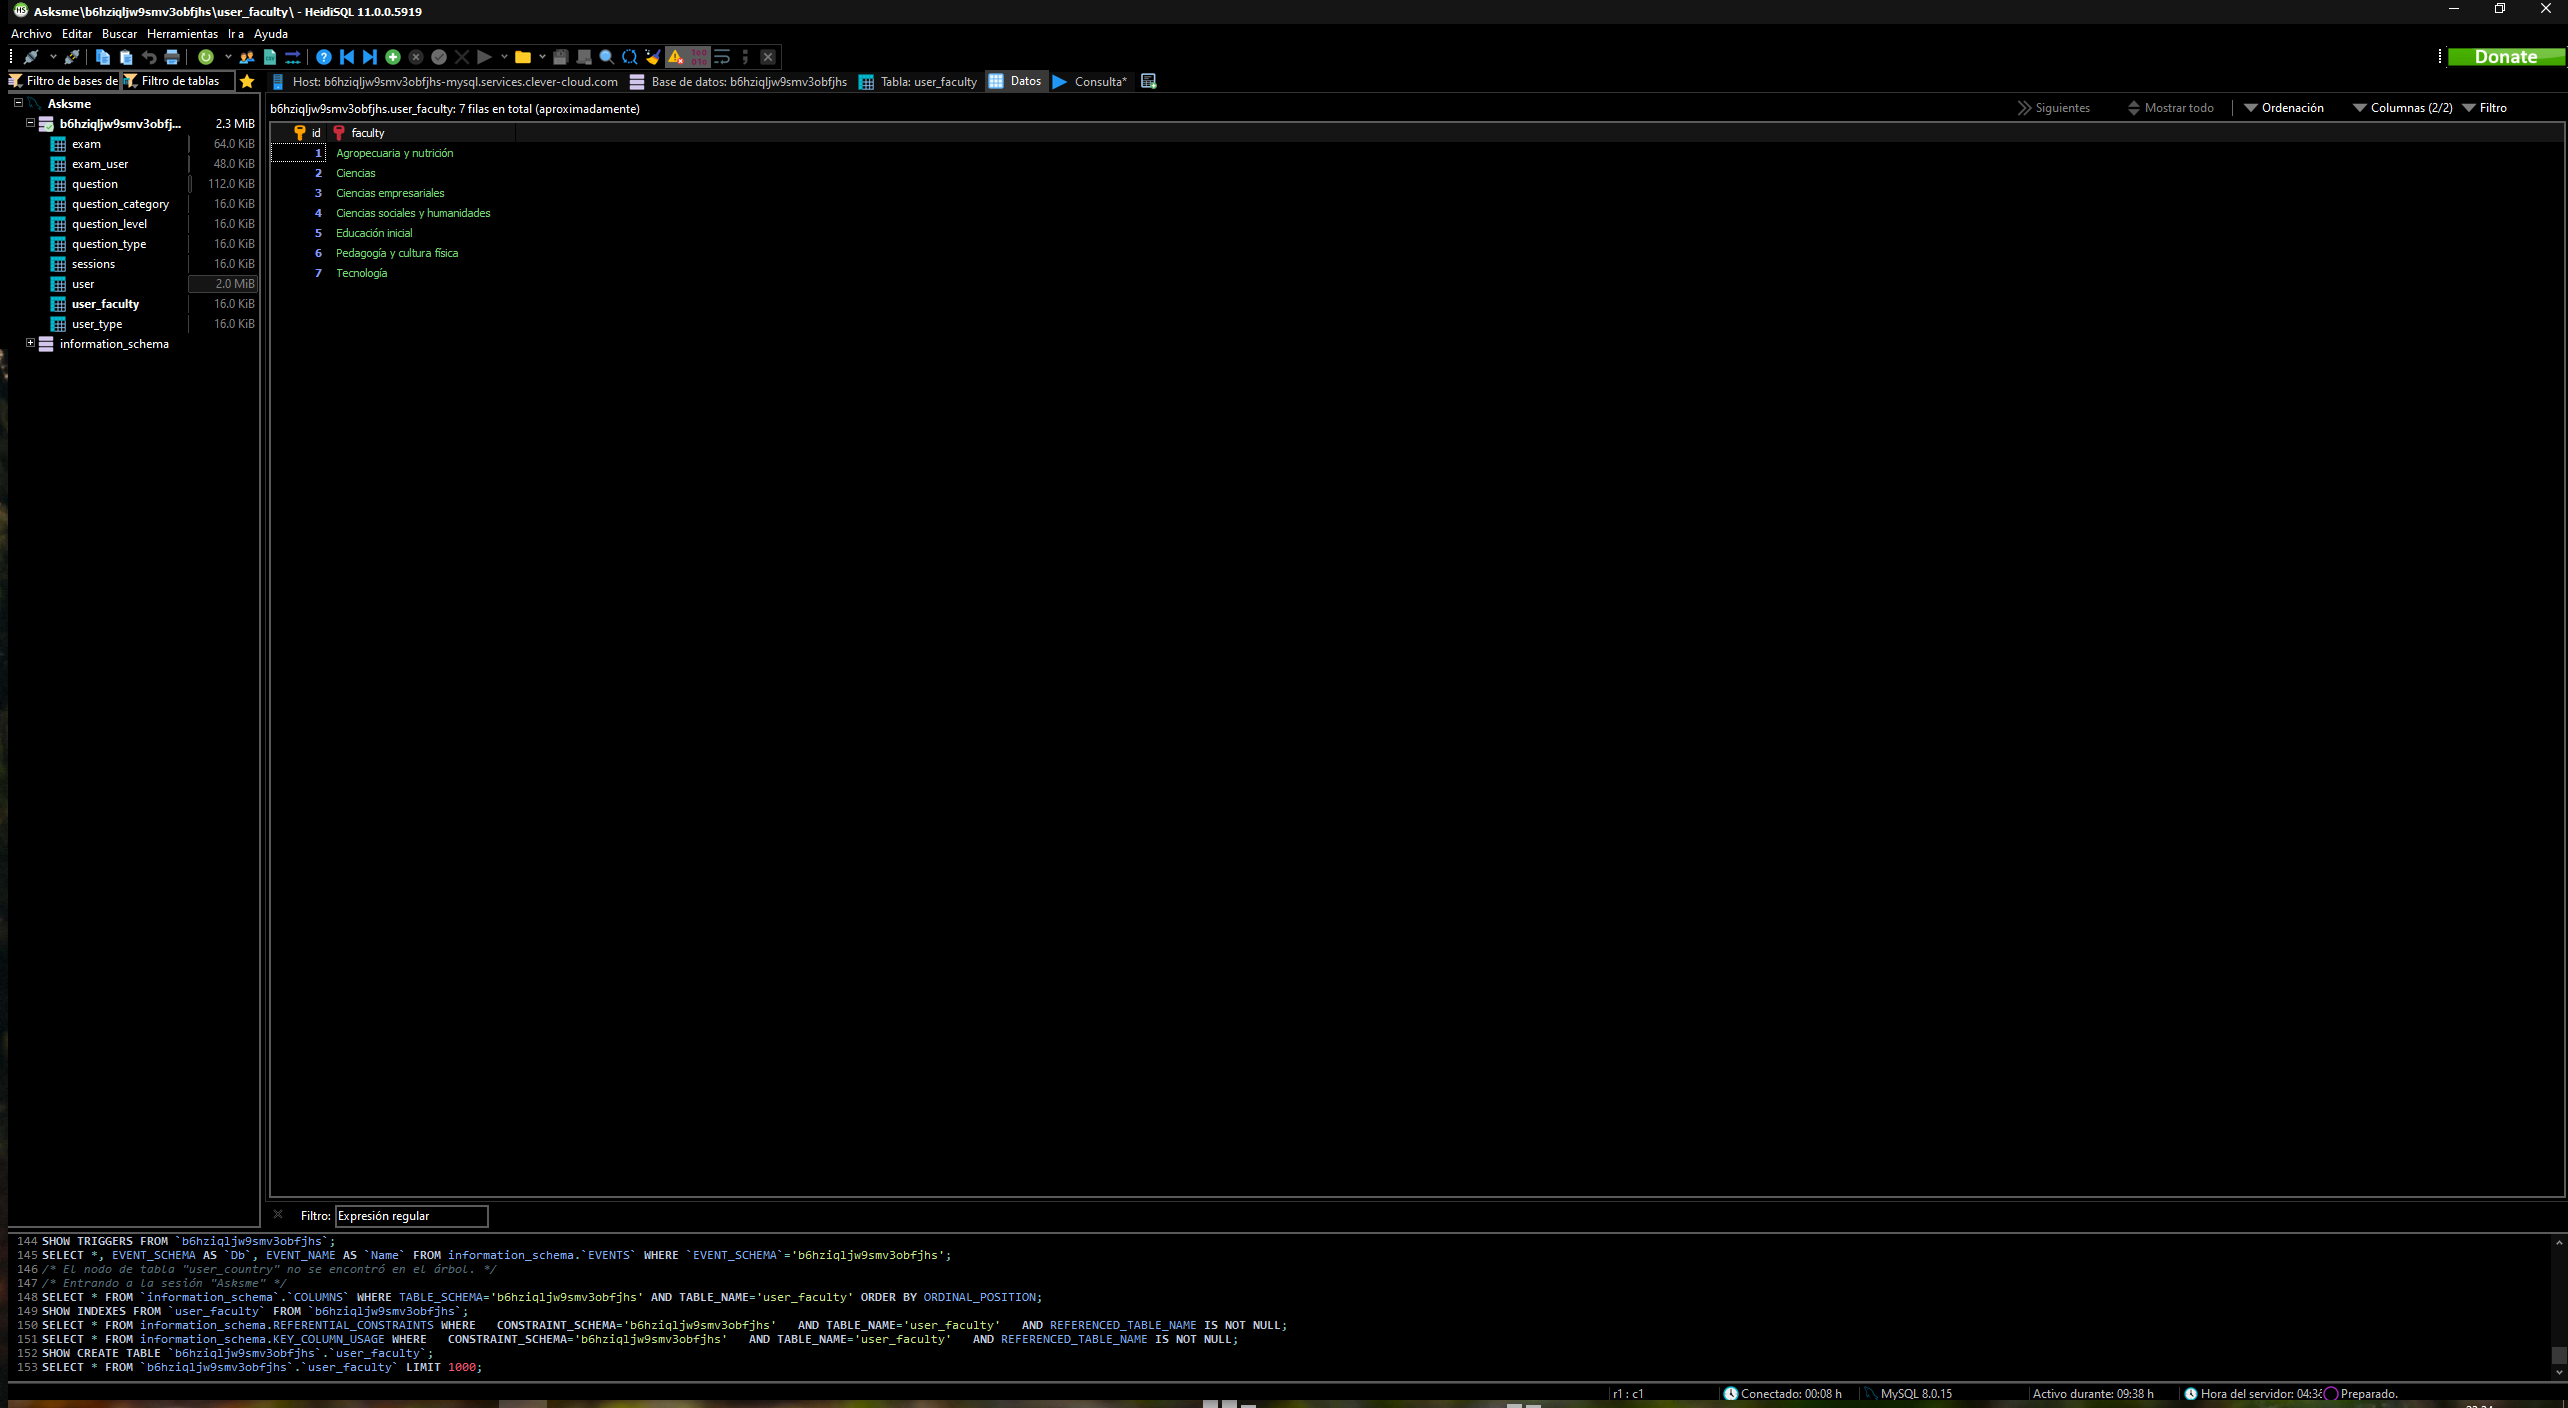 Asksme\b6hziqljw9smv3obfjhs\user_faculty\ - HeidiSQL 11.0.0.5919
Archivo Editar Buscar Herramientas Ir a Ayuda
Donate
Filtro de bases de Filtro de tablas
Host: b6hziqljw9smv3obfjhs-mysql.services.clever-cloud.com Base de datos: b6hziqljw9smv3obfjhs Tabla: user_faculty Datos Consulta*
Asksme
b6hziqljw9smv3obfj... 2.3 MiB
exam 64.0 KiB
exam_user 48.0 KiB
question 112.0 KiB
question_category 16.0 KiB
question_level 16.0 KiB
question_type 16.0 KiB
sessions 16.0 KiB
user 2.0 MiB
user_faculty 16.0 KiB
user_type 16.0 KiB
information_schema
b6hziqljw9smv3obfjhs.user_faculty: 7 filas en total (aproximadamente)
Siguientes Mostrar todo Ordenación Columnas (2/2) Filtro
id faculty
1 Agropecuaria y nutrición
2 Ciencias
3 Ciencias empresariales
4 Ciencias sociales y humanidades
5 Educación inicial
6 Pedagogía y cultura física
7 Tecnología
Filtro: Expresión regular
144 SHOW TRIGGERS FROM `b6hziqljw9smv3obfjhs`;
145 SELECT *, EVENT_SCHEMA AS `Db`, EVENT_NAME AS `Name` FROM information_schema.`EVENTS` WHERE `EVENT_SCHEMA`='b6hziqljw9smv3obfjhs';
146 /* El nodo de tabla "user_country" no se encontró en el árbol. */
147 /* Entrando a la sesión "Asksme" */
148 SELECT * FROM `information_schema`.`COLUMNS` WHERE TABLE_SCHEMA='b6hziqljw9smv3obfjhs' AND TABLE_NAME='user_faculty' ORDER BY ORDINAL_POSITION;
149 SHOW INDEXES FROM `user_faculty` FROM `b6hziqljw9smv3obfjhs`;
150 SELECT * FROM information_schema.REFERENTIAL_CONSTRAINTS WHERE   CONSTRAINT_SCHEMA='b6hziqljw9smv3obfjhs'   AND TABLE_NAME='user_faculty'   AND REFERENCED_TABLE_NAME IS NOT NULL;
151 SELECT * FROM information_schema.KEY_COLUMN_USAGE WHERE   CONSTRAINT_SCHEMA='b6hziqljw9smv3obfjhs'   AND TABLE_NAME='user_faculty'   AND REFERENCED_TABLE_NAME IS NOT NULL;
152 SHOW CREATE TABLE `b6hziqljw9smv3obfjhs`.`user_faculty`;
153 SELECT * FROM `b6hziqljw9smv3obfjhs`.`user_faculty` LIMIT 1000;
r1 : c1 Conectado: 00:08 h MySQL 8.0.15 Activo durante: 09:38 h Hora del servidor: 04:3 Preparado.